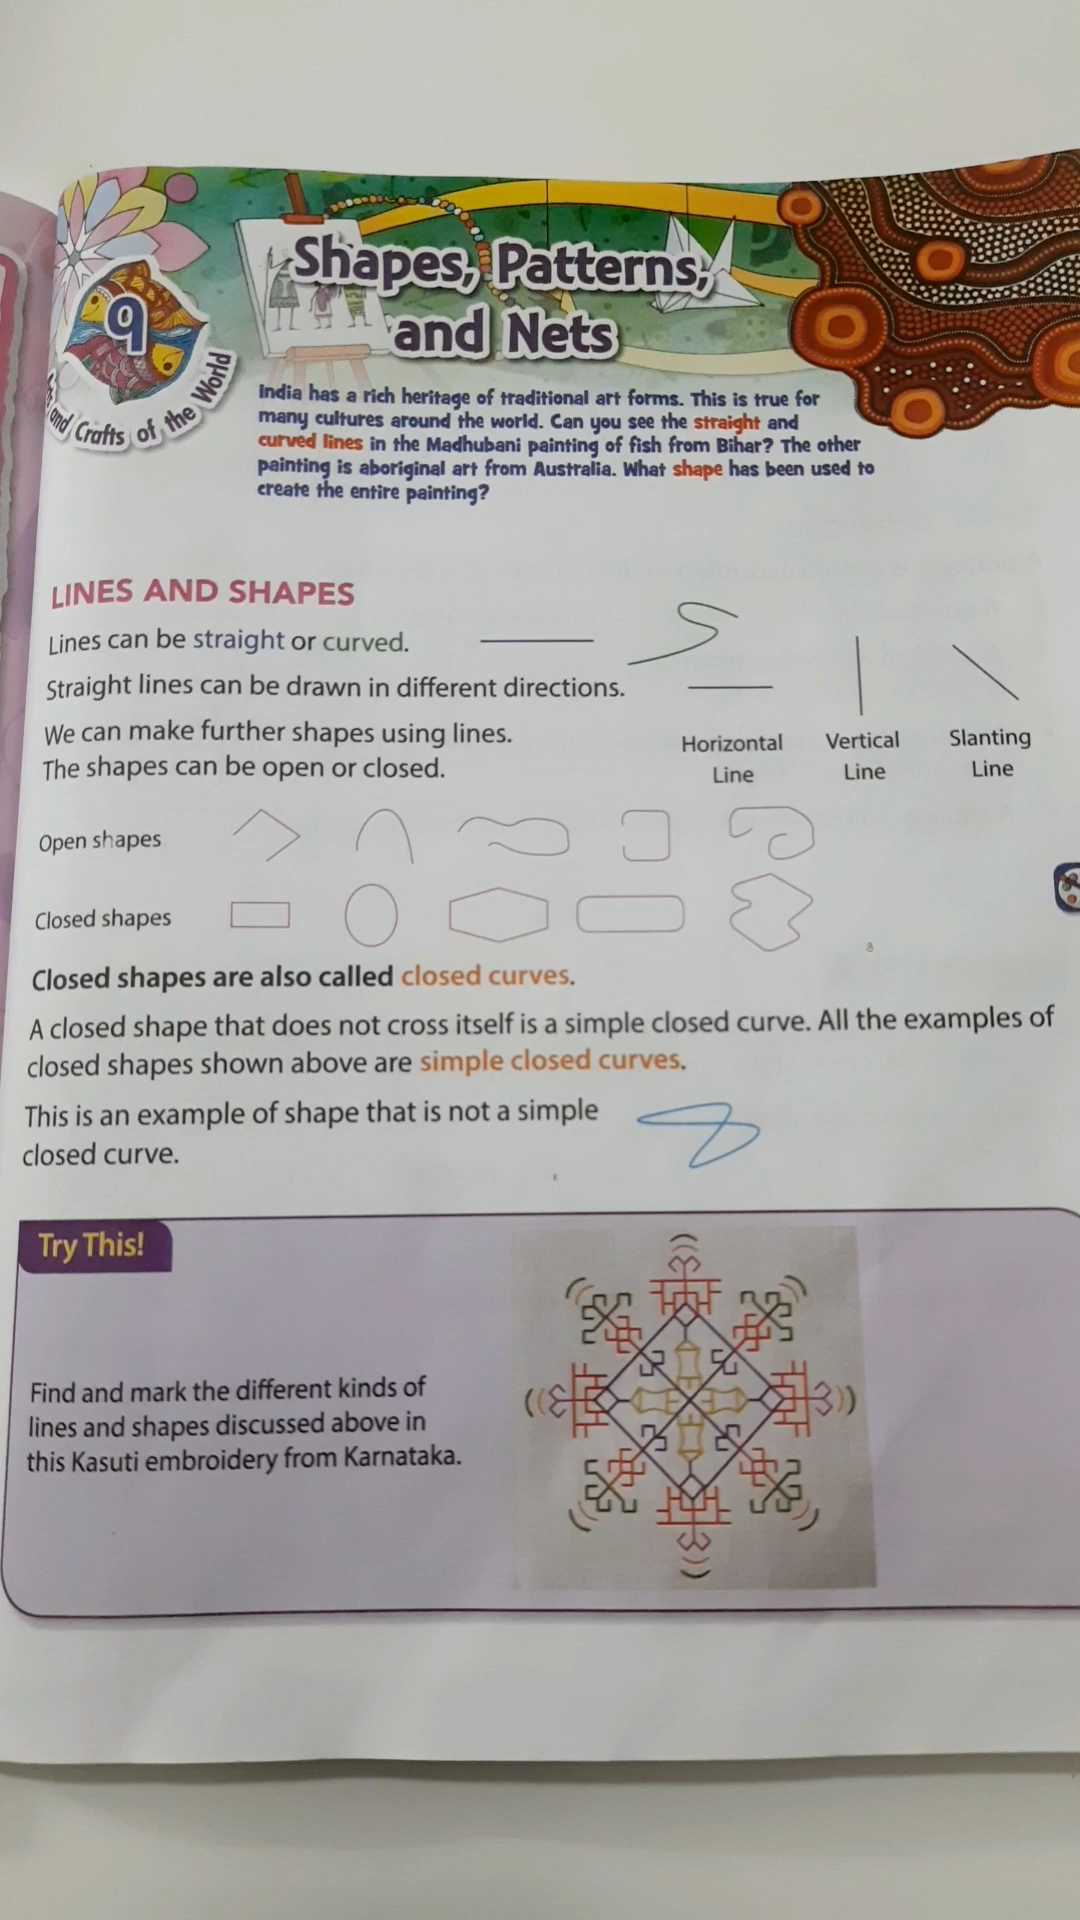 Shapes, Patterns,
and Nets
9
and Crafts of the World
India has a rich heritage of traditional art forms. This is true for
many cultures around the world. Can you see the straight and
curved lines in the Madhubani painting of fish from Bihar? The other
painting is aboriginal art from Australia. What shape has been used to
create the entire painting?
LINES AND SHAPES
Lines can be straight or curved.
Straight lines can be drawn in different directions.
We can make further shapes using lines.
The shapes can be open or closed.
Horizontal Line
Vertical Line
Slanting Line
Open shapes
Closed shapes
Closed shapes are also called closed curves.
A closed shape that does not cross itself is a simple closed curve. All the examples of
closed shapes shown above are simple closed curves.
This is an example of shape that is not a simple
closed curve.
Try This!
Find and mark the different kinds of
lines and shapes discussed above in
this Kasuti embroidery from Karnataka.